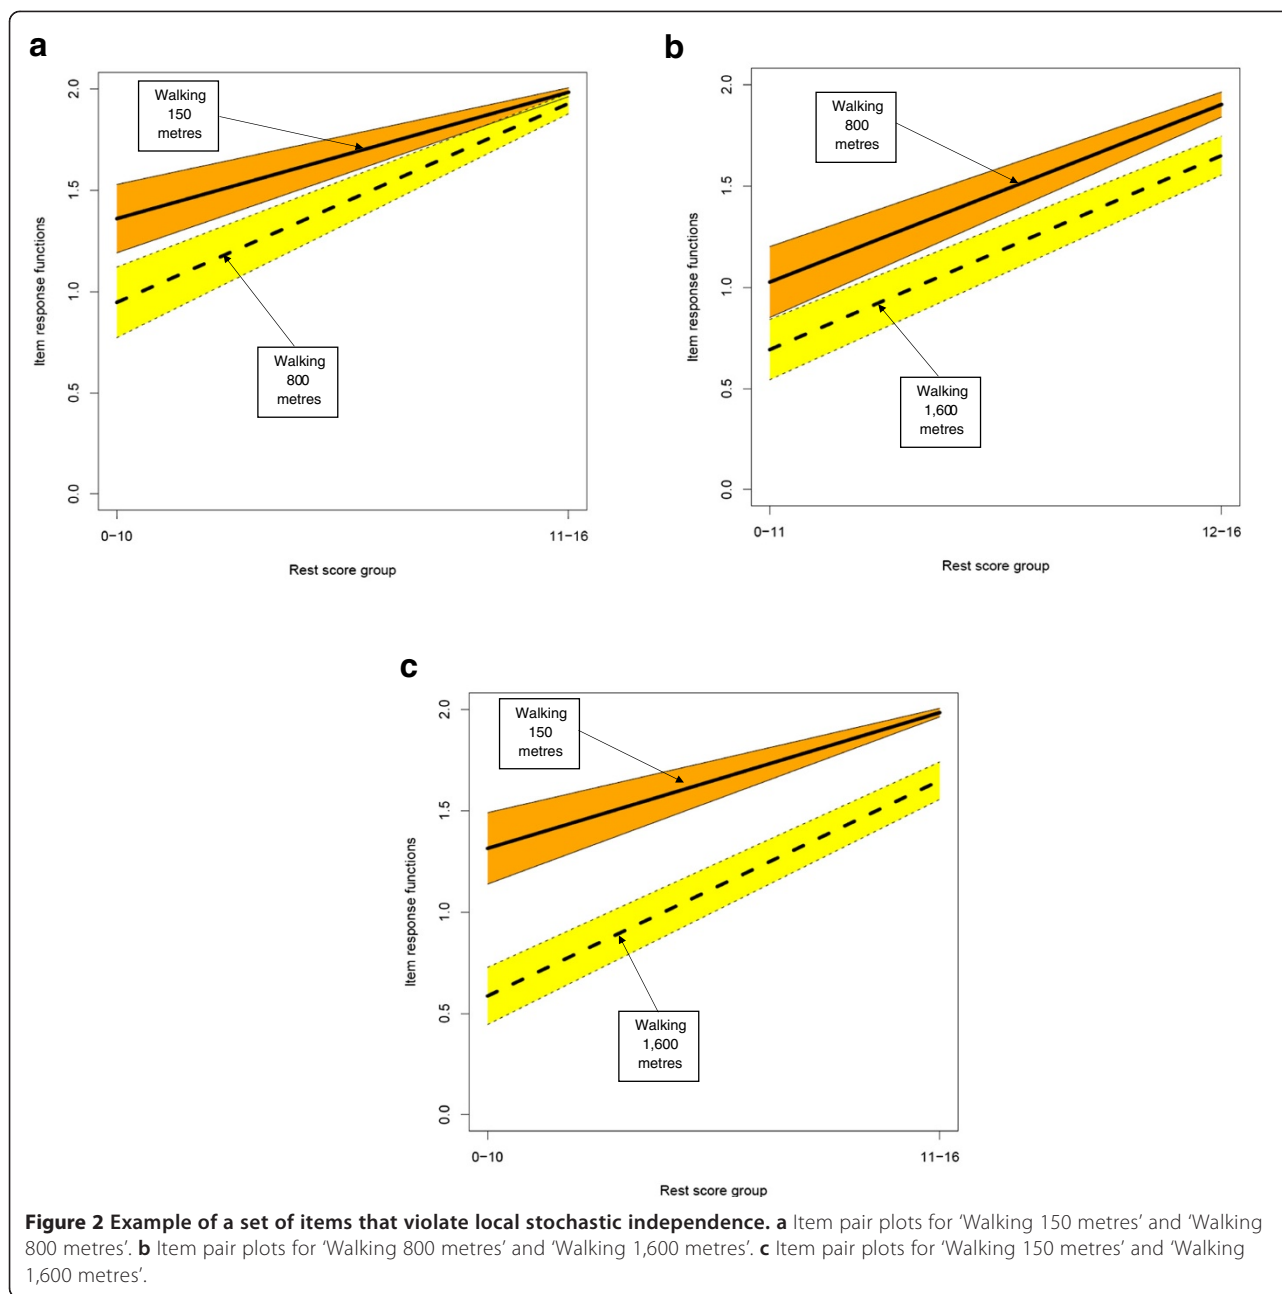 a
Walking
150
metres
Walking
800
metres
Item response functions
0.0
0.5
1.0
1.5
2.0
0−10
11−16
Rest score group
b
Walking
800
metres
Walking
1,600
metres
Item response functions
0.0
0.5
1.0
1.5
2.0
0−11
12−16
Rest score group
c
Walking
150
metres
Walking
1,600
metres
Item response functions
0.0
0.5
1.0
1.5
2.0
0−10
11−16
Rest score group
Figure 2 Example of a set of items that violate local stochastic independence. a Item pair plots for ‘Walking 150 metres’ and ‘Walking
800 metres’. b Item pair plots for ‘Walking 800 metres’ and ‘Walking 1,600 metres’. c Item pair plots for ‘Walking 150 metres’ and ‘Walking
1,600 metres’.